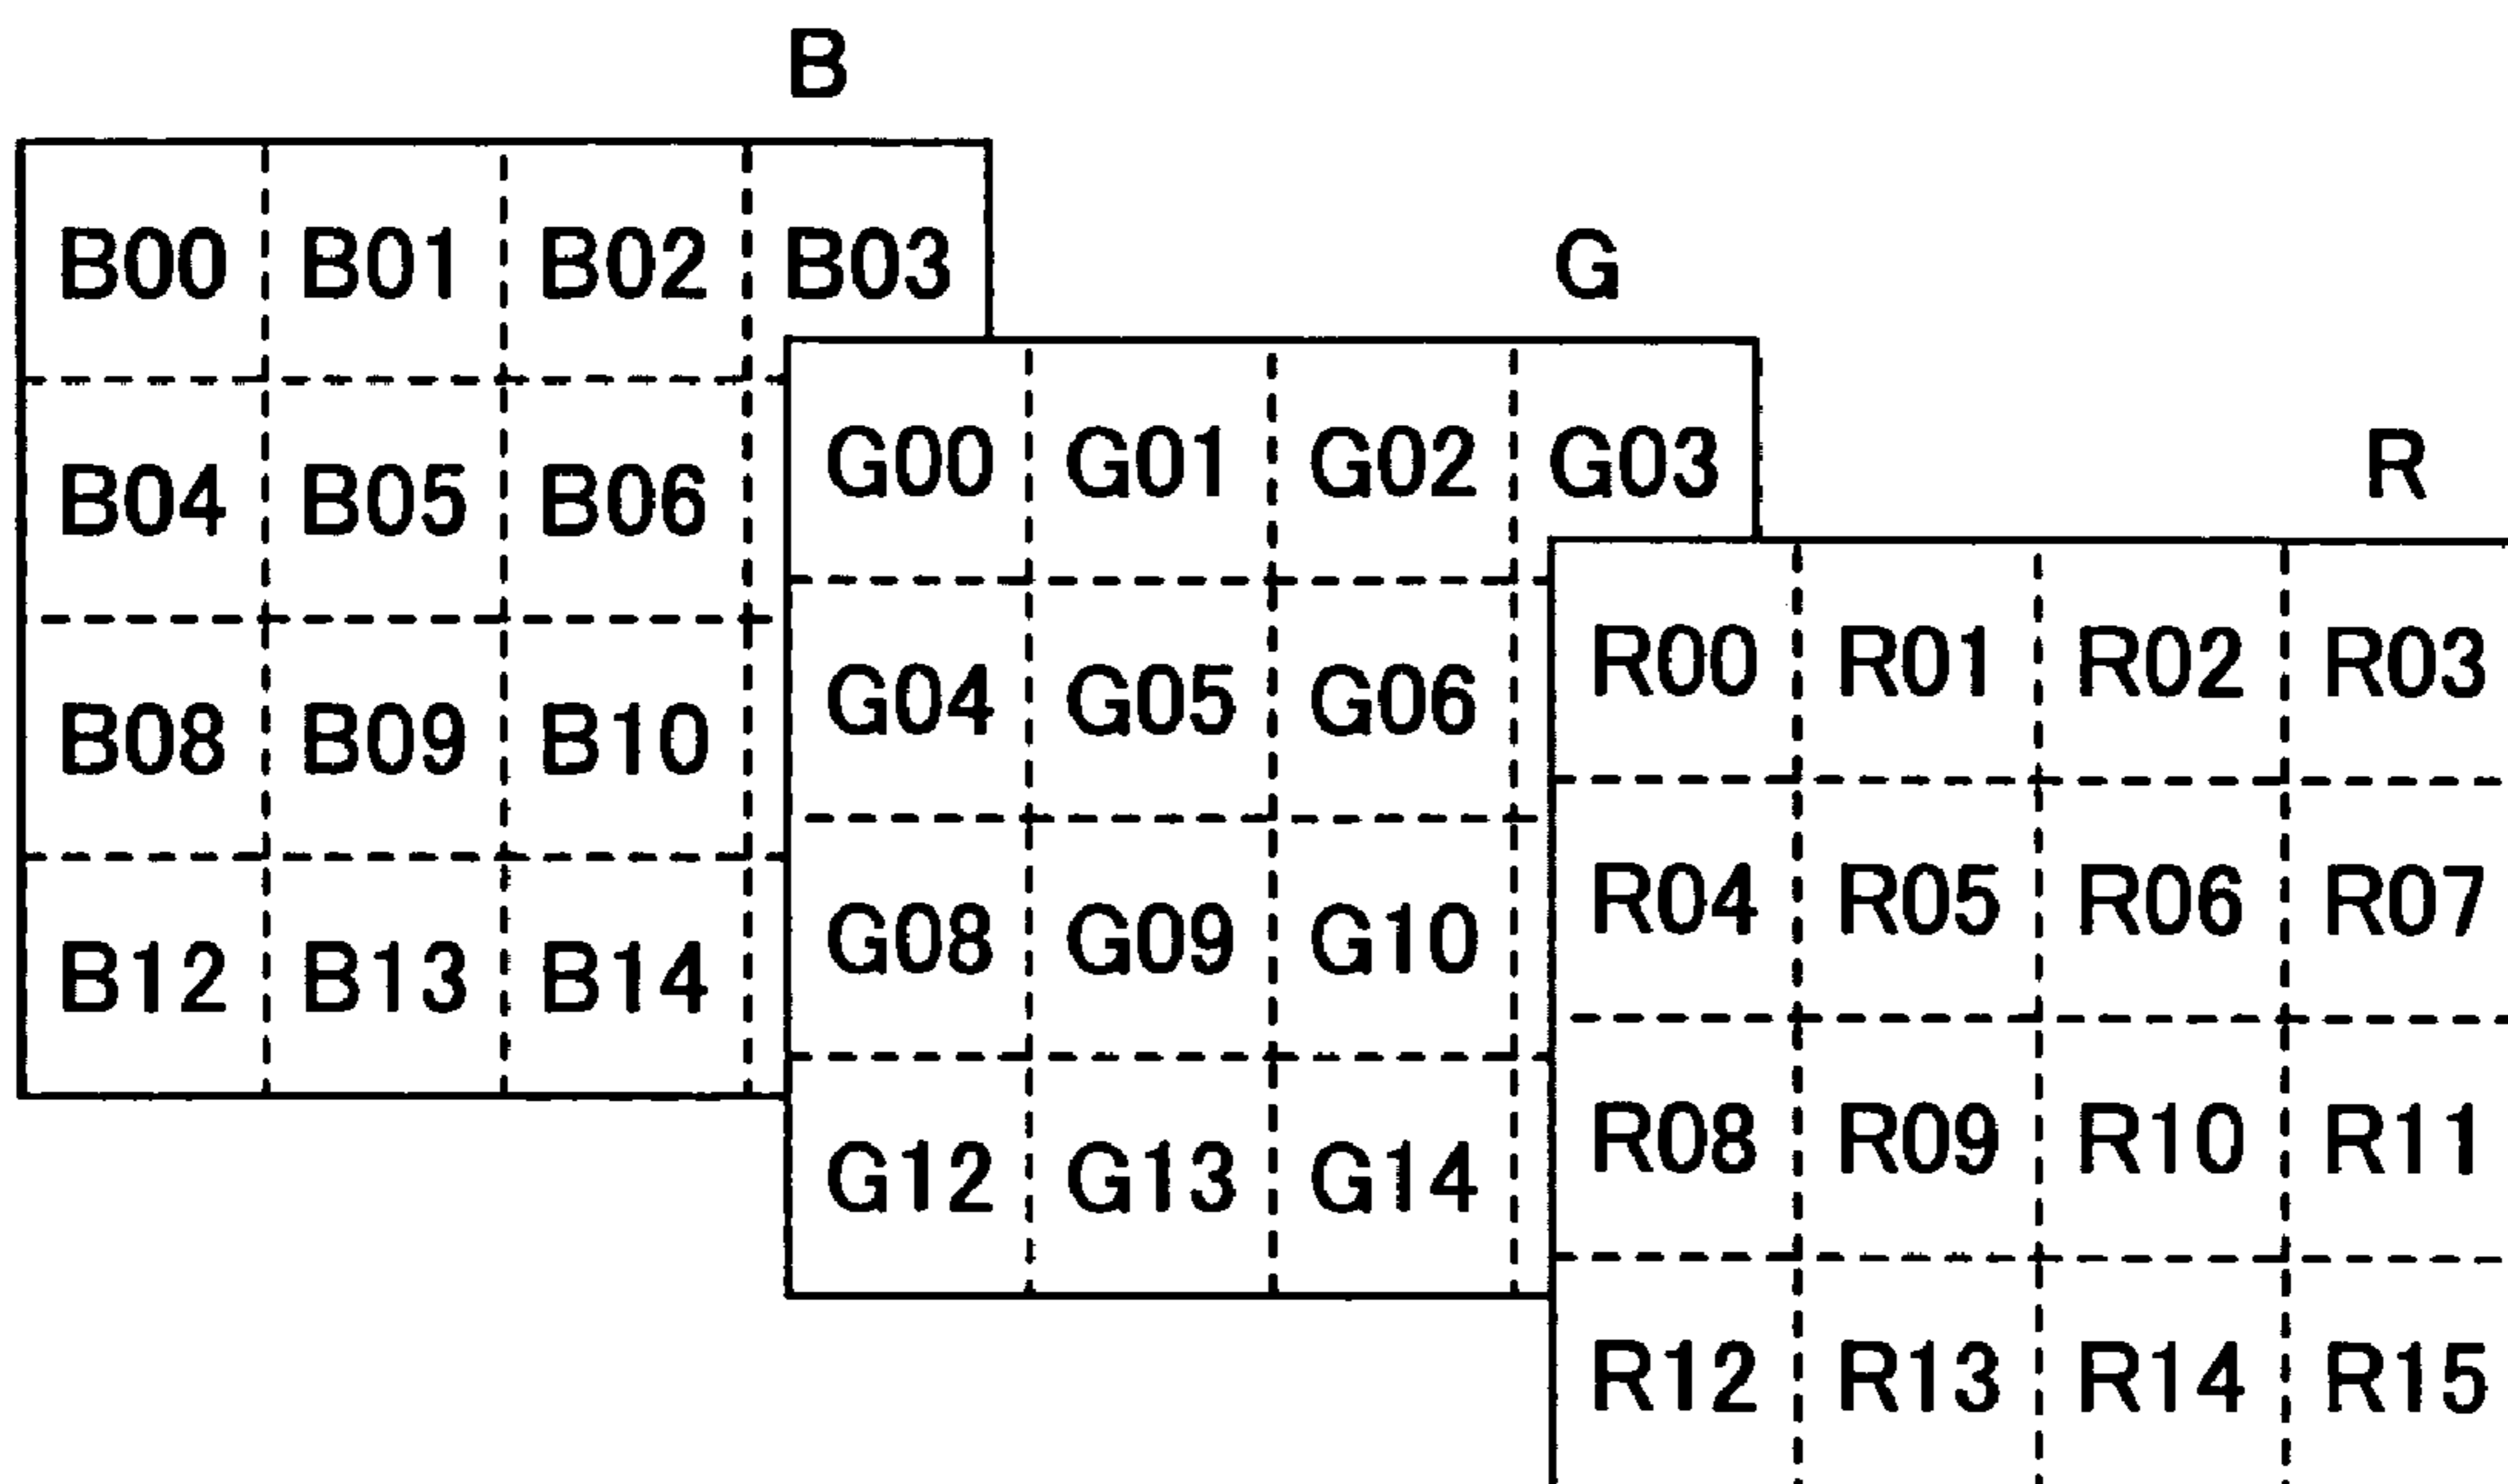 B
B00 B01 B02 B03
B04 B05 B06
B08 B09 B10
B12 B13 B14
G
G00 G01 G02 G03
G04 G05 G06
G08 G09 G10
G12 G13 G14
R
R00 R01 R02 R03
R04 R05 R06 R07
R08 R09 R10 R11
R12 R13 R14 R15